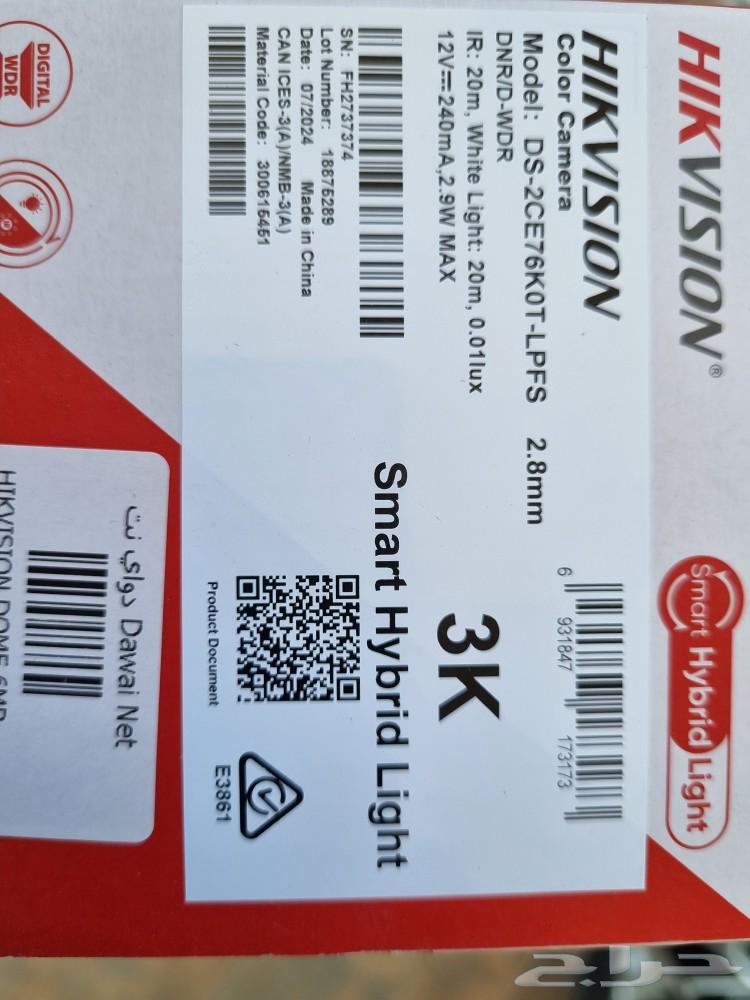 HIKVISION®
Smart Hybrid Light
HIKVISION
Color Camera
Model: DS-2CE76K0T-LPFS 2.8mm
DNR/D-WDR
IR: 20m, White Light: 20m, 0.01lux
12V⎓240mA,2.9W MAX
6 931847 173173
3K
Smart Hybrid Light
SN: FH2737374
Lot Number: 18875289
Date: 07/2024 Made in China
CAN ICES-3(A)/NMB-3(A)
Material Code: 300615451
Product Document
E3861
DIGITAL
WDR
دواي نت Dawai Net
HIKVISION DOME 6MP
حراج